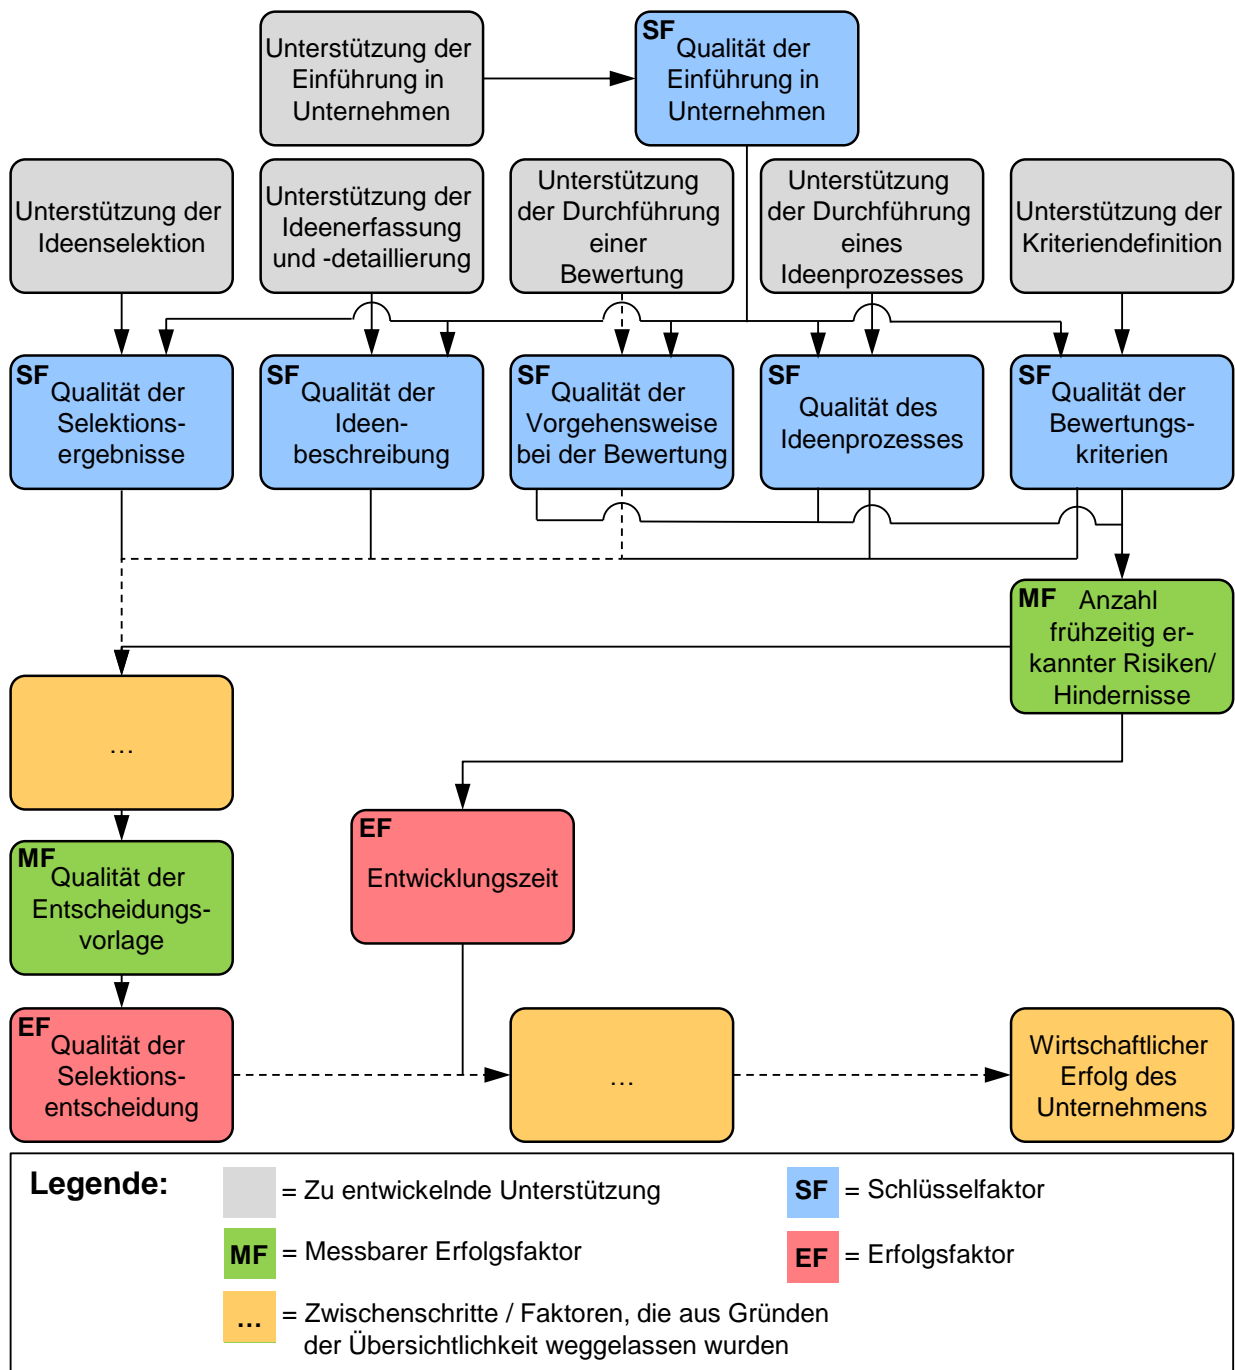 Unterstützung der
Einführung in
Unternehmen
SF
Qualität der
Einführung in
Unternehmen
Unterstützung der
Ideenselektion
Unterstützung der
Ideenerfassung
und -detaillierung
Unterstützung
der Durchführung
einer
Bewertung
Unterstützung
der Durchführung
eines
Ideenprozesses
Unterstützung der
Kriteriendefinition
SF
Qualität der
Selektions-
ergebnisse
SF
Qualität der
Ideen-
beschreibung
SF
Qualität der
Vorgehensweise
bei der Bewertung
SF
Qualität des
Ideenprozesses
SF
Qualität der
Bewertungs-
kriterien
MF
Anzahl
frühzeitig er-
kannter Risiken/
Hindernisse
...
MF
Qualität der
Entscheidungs-
vorlage
EF
Entwicklungszeit
EF
Qualität der
Selektions-
entscheidung
...
Wirtschaftlicher
Erfolg des
Unternehmens
Legende:
= Zu entwickelnde Unterstützung
SF = Schlüsselfaktor
MF = Messbarer Erfolgsfaktor
EF = Erfolgsfaktor
... = Zwischenschritte / Faktoren, die aus Gründen
der Übersichtlichkeit weggelassen wurden